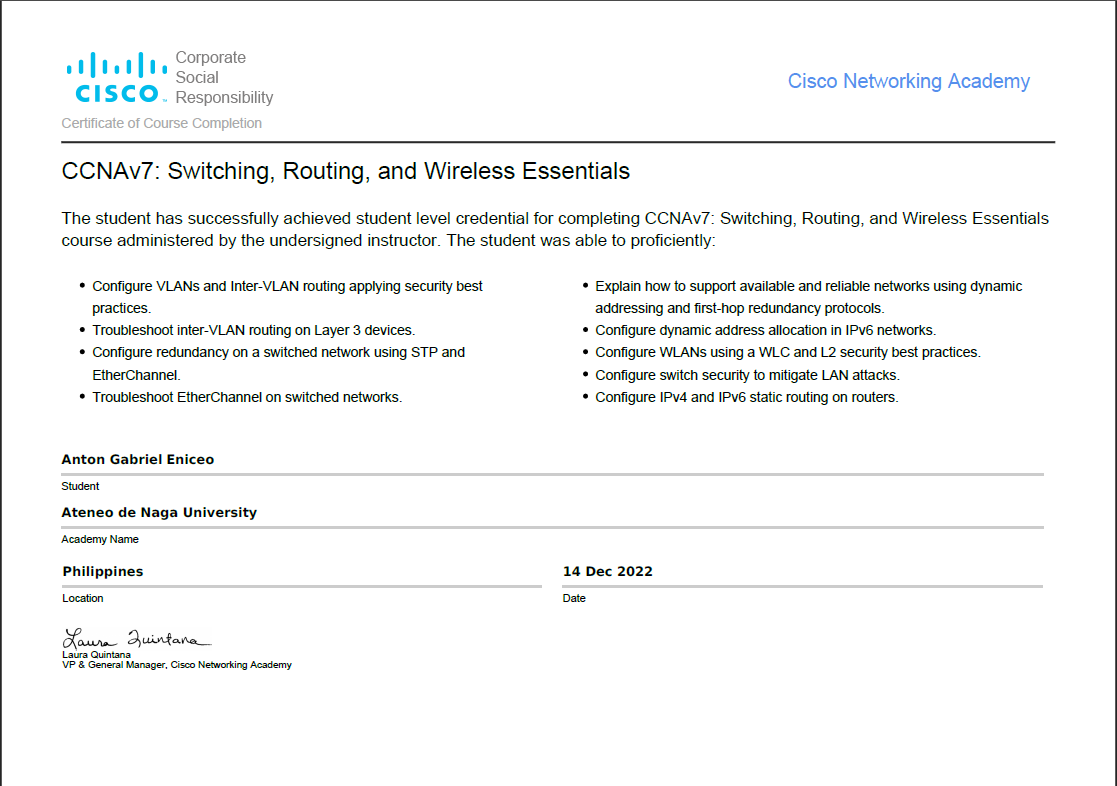 Corporate
Social
Responsibility
CISCO™
Cisco Networking Academy
Certificate of Course Completion
CCNAv7: Switching, Routing, and Wireless Essentials
The student has successfully achieved student level credential for completing CCNAv7: Switching, Routing, and Wireless Essentials
course administered by the undersigned instructor. The student was able to proficiently:
• Configure VLANs and Inter-VLAN routing applying security best
practices.
• Troubleshoot inter-VLAN routing on Layer 3 devices.
• Configure redundancy on a switched network using STP and
EtherChannel.
• Troubleshoot EtherChannel on switched networks.
• Explain how to support available and reliable networks using dynamic
addressing and first-hop redundancy protocols.
• Configure dynamic address allocation in IPv6 networks.
• Configure WLANs using a WLC and L2 security best practices.
• Configure switch security to mitigate LAN attacks.
• Configure IPv4 and IPv6 static routing on routers.
Anton Gabriel Eniceo
Student
Ateneo de Naga University
Academy Name
Philippines
Location
14 Dec 2022
Date
Laura Quintana
Laura Quintana
VP & General Manager, Cisco Networking Academy